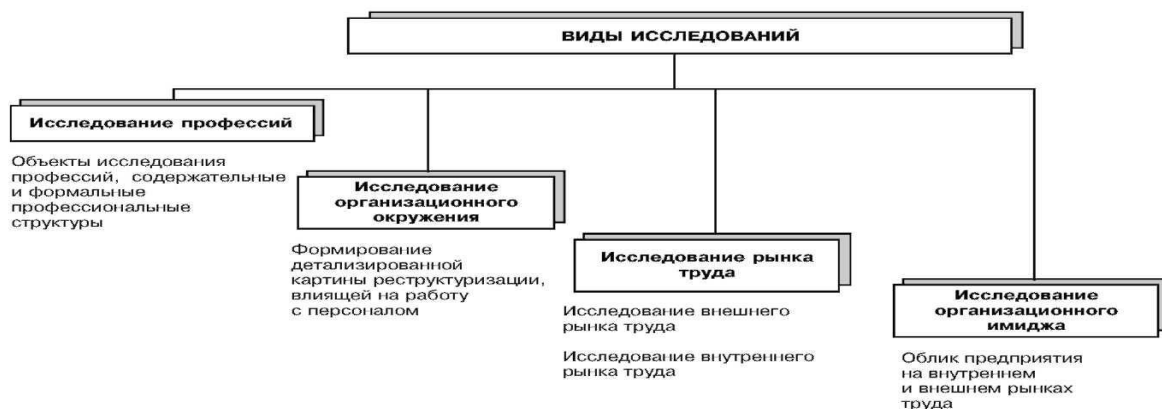 ВИДЫ ИССЛЕДОВАНИЙ
Исследование профессий
Объекты исследования
профессий, содержательные
и формальные
профессиональные
структуры
Исследование
организационного
окружения
Формирование
детализированной
картины реструктуризации,
влиящей на работу
с персоналом
Исследование рынка
труда
Исследование внешнего
рынка труда
Исследование внутреннего
рынка труда
Исследование
организационного
имиджа
Облик предприятия
на внутреннем
и внешнем рынках
труда